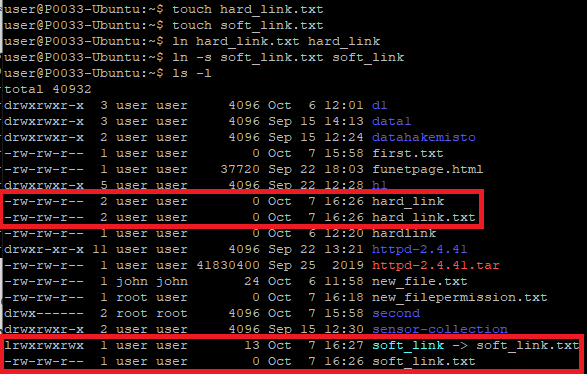 user@P0033-Ubuntu:~$ touch hard_link.txt
user@P0033-Ubuntu:~$ touch soft_link.txt
user@P0033-Ubuntu:~$ ln hard_link.txt hard_link
user@P0033-Ubuntu:~$ ln -s soft_link.txt soft_link
user@P0033-Ubuntu:~$ ls -l
total 40932
drwxrwxr-x 3 user user 4096 Oct 6 12:01 d1
drwxrwxr-x 3 user user 4096 Sep 15 14:13 data1
drwxrwxr-x 2 user user 4096 Sep 15 12:24 datahakemisto
-rw-rw-r-- 1 user user 0 Oct 7 15:58 first.txt
-rw-rw-r-- 1 user user 37720 Sep 22 18:03 funetpage.html
drwxrwxr-x 5 user user 4096 Sep 22 12:28 h1
-rw-rw-r-- 2 user user 0 Oct 7 16:26 hard_link
-rw-rw-r-- 2 user user 0 Oct 7 16:26 hard_link.txt
-rw-rw-r-- 1 user user 0 Oct 6 12:20 hardlink
drwxr-xr-x 11 user user 4096 Sep 22 13:21 httpd-2.4.41
-rw-rw-r-- 1 user user 41830400 Sep 25 2019 httpd-2.4.41.tar
-rw-rw-r-- 1 john john 24 Oct 6 11:58 new_file.txt
-rw-rw-r-- 1 root user 0 Oct 7 16:18 new_filepermission.txt
drwx------ 2 root root 4096 Oct 7 15:58 second
drwxrwxr-x 2 user user 4096 Sep 15 12:30 sensor-collection
lrwxrwxrwx 1 user user 13 Oct 7 16:27 soft_link -> soft_link.txt
-rw-rw-r-- 1 user user 0 Oct 7 16:26 soft_link.txt